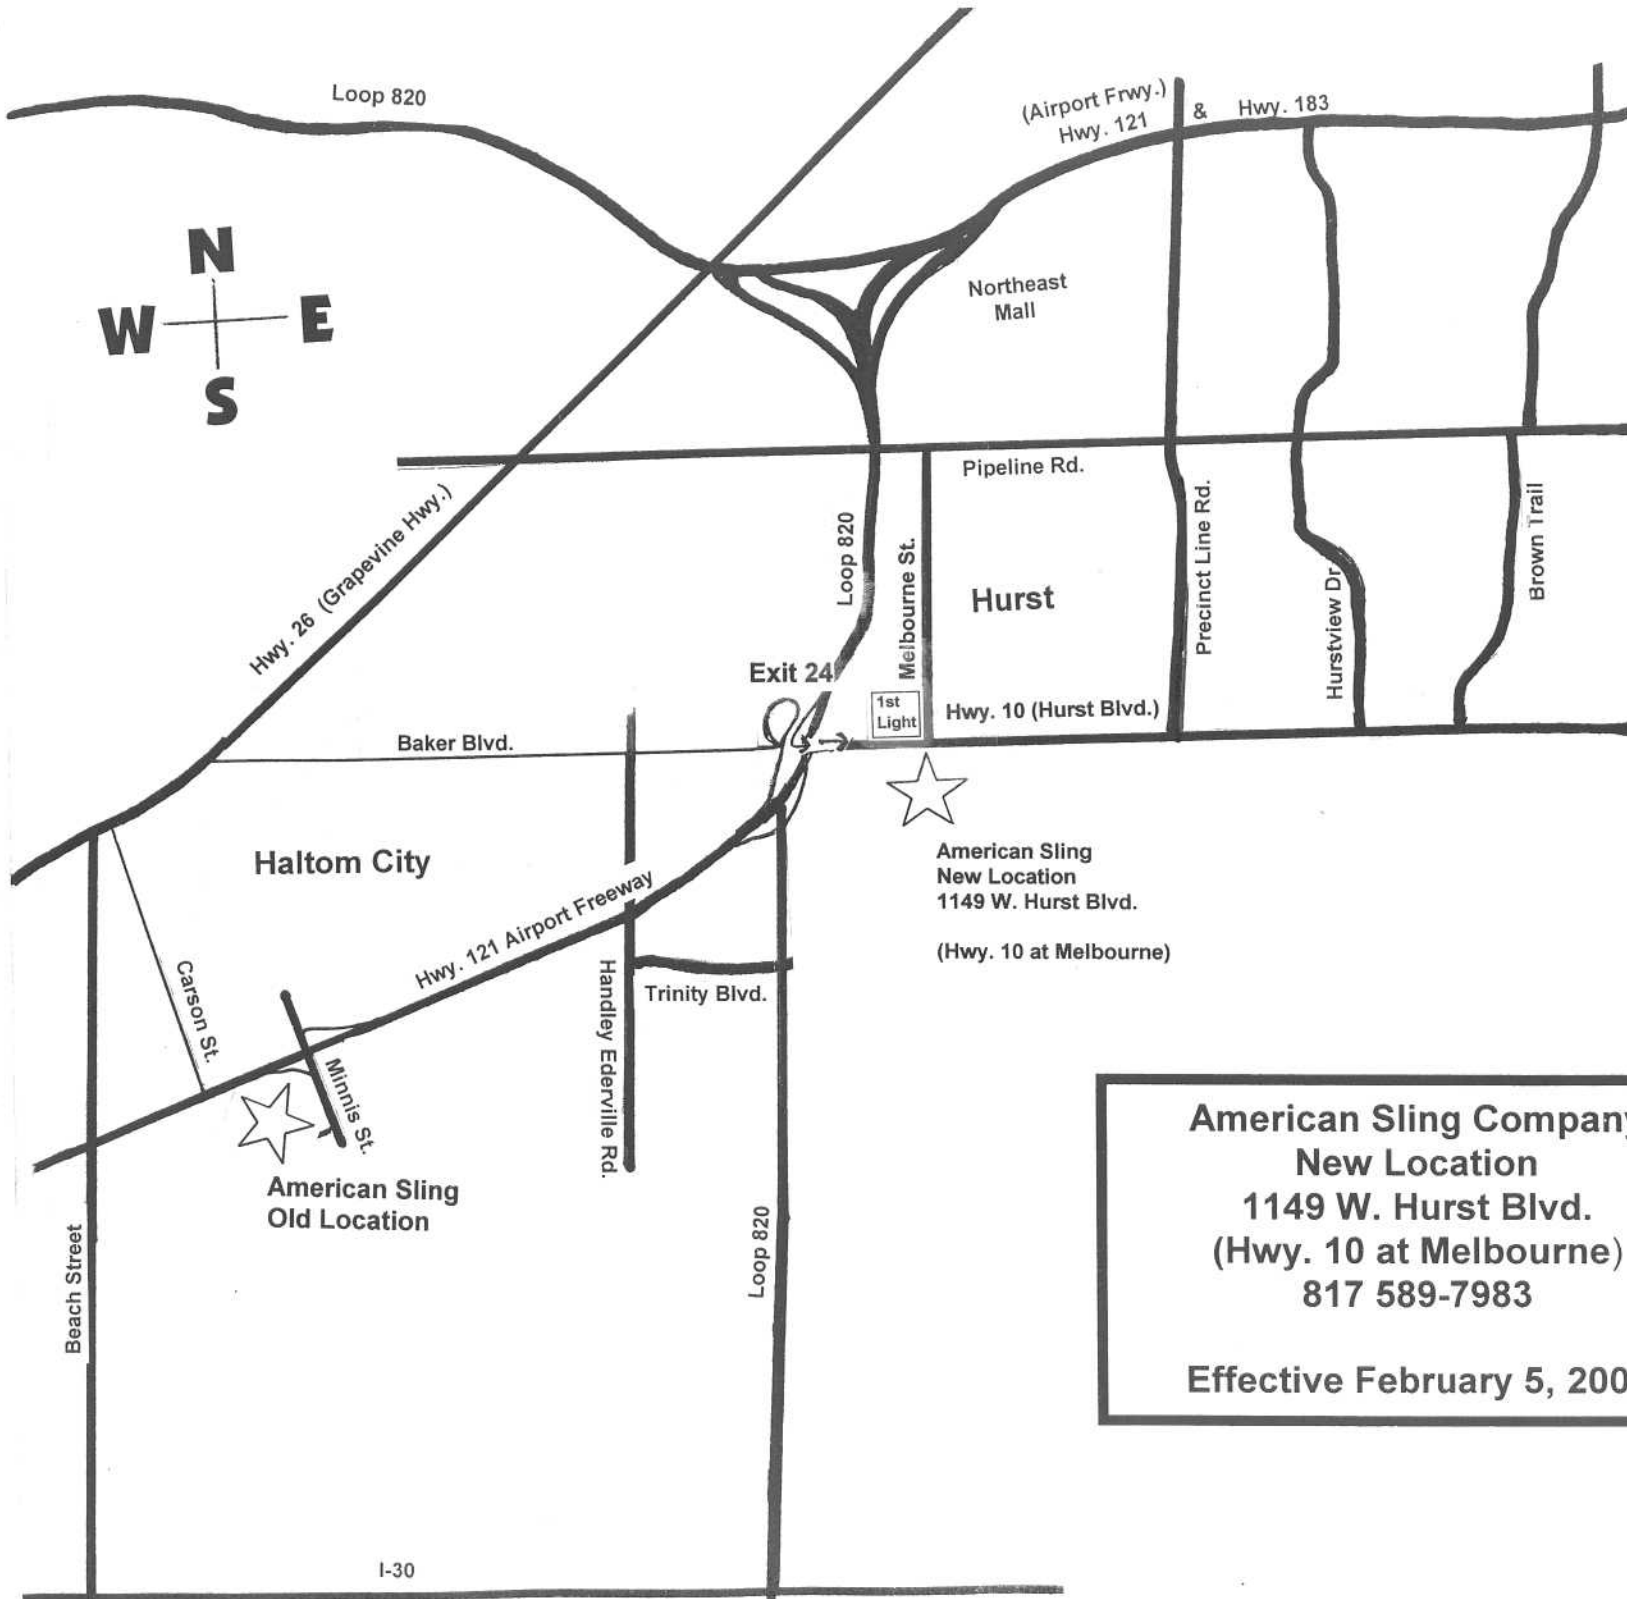 Loop 820
(Airport Frwy.)
Hwy. 121
&
Hwy. 183
N
W
E
S
Northeast
Mall
Pipeline Rd.
Hwy. 26 (Grapevine Hwy.)
Loop 820
Melbourne St.
Hurst
Precinct Line Rd.
Hurstview Dr.
Brown Trail
Exit 24
1st
Light
Hwy. 10 (Hurst Blvd.)
Baker Blvd.
Haltom City
American Sling
New Location
1149 W. Hurst Blvd.
(Hwy. 10 at Melbourne)
Hwy. 121 Airport Freeway
Carson St.
Minnis St.
Handley Ederville Rd.
Trinity Blvd.
American Sling
Old Location
Beach Street
Loop 820
American Sling Company
New Location
1149 W. Hurst Blvd.
(Hwy. 10 at Melbourne)
817 589-7983
Effective February 5, 200
I-30